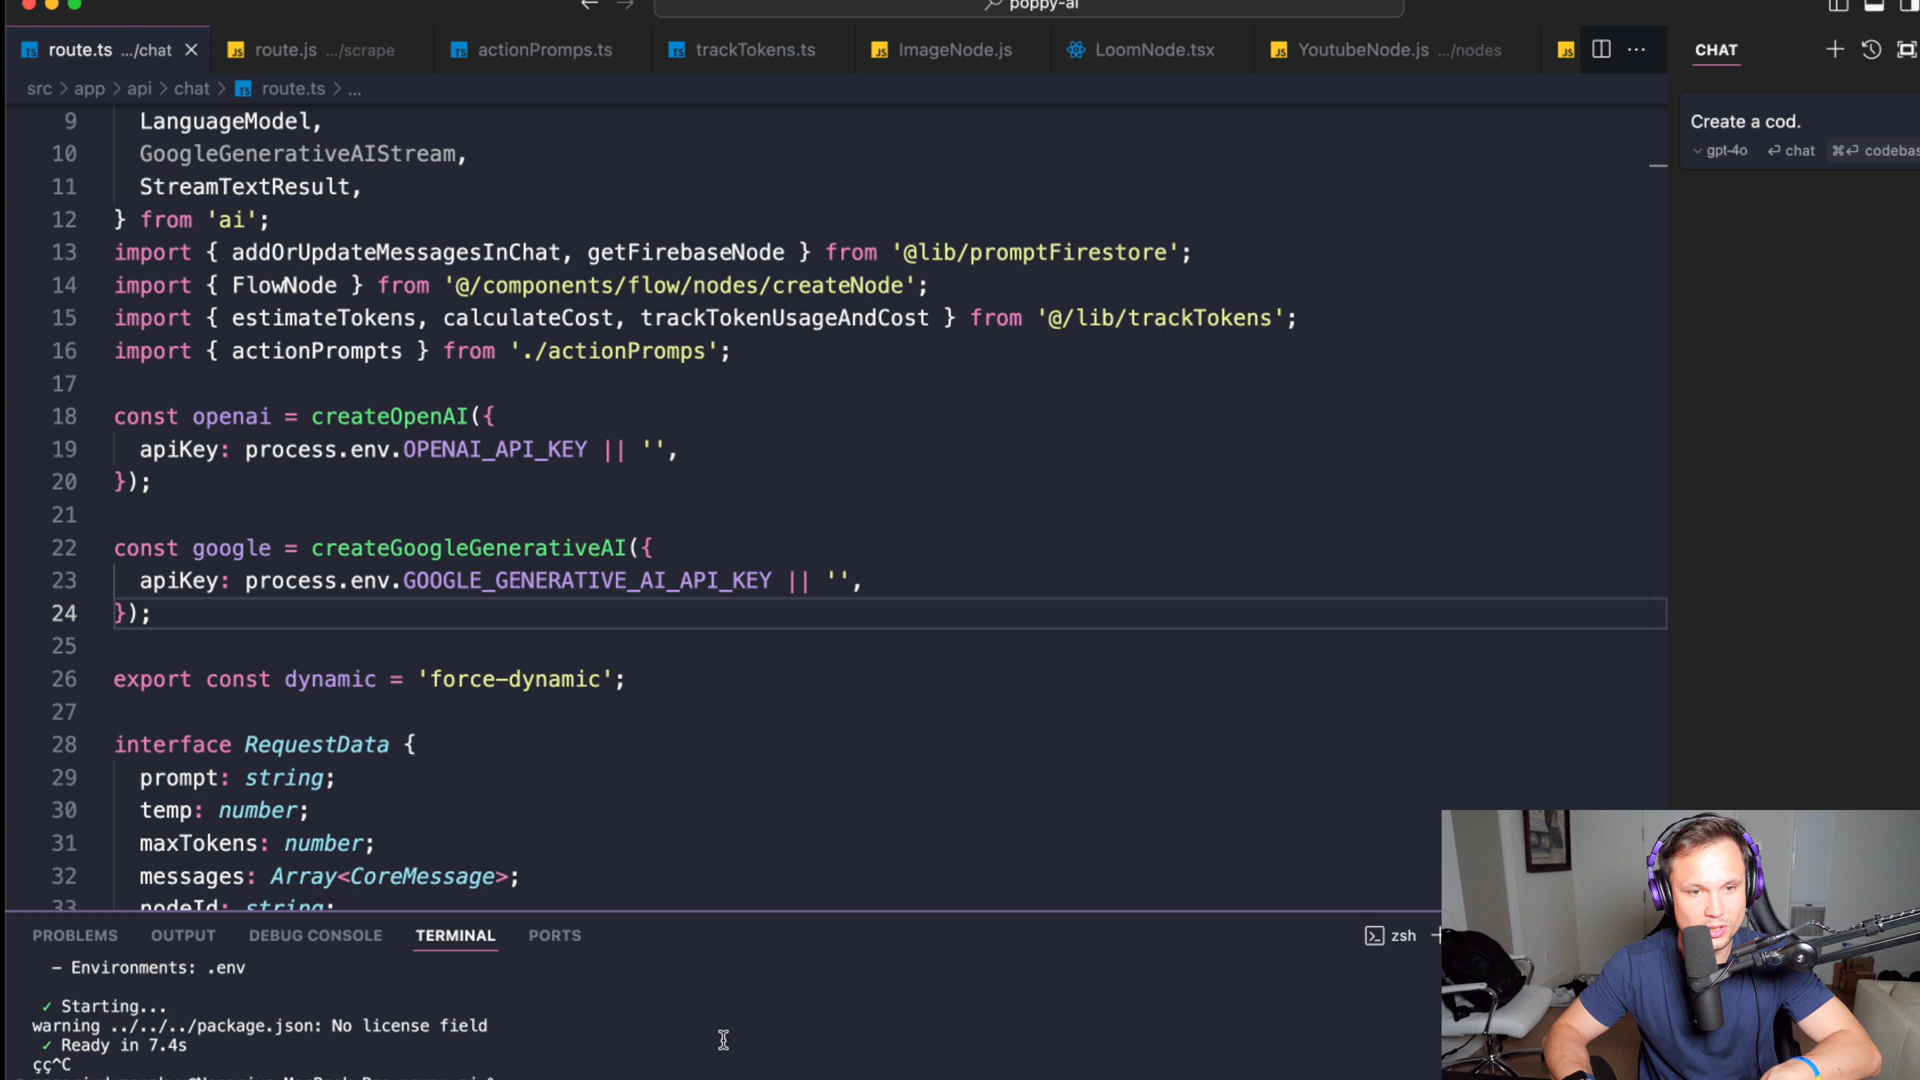 poppy-ai
route.ts .../chat
route.js .../scrape
actionPromps.ts
trackTokens.ts
ImageNode.js
LoomNode.tsx
YoutubeNode.js .../nodes
JS
CHAT
src > app > api > chat > TS route.ts > ...
Create a cod.
gpt-4o chat codebas
9 LanguageModel,
10 GoogleGenerativeAIStream,
11 StreamTextResult,
12 } from 'ai';
13 import { addOrUpdateMessagesInChat, getFirebaseNode } from '@lib/promptFirestore';
14 import { FlowNode } from '@/components/flow/nodes/createNode';
15 import { estimateTokens, calculateCost, trackTokenUsageAndCost } from '@/lib/trackTokens';
16 import { actionPrompts } from './actionPromps';
17
18 const openai = createOpenAI({
19 apiKey: process.env.OPENAI_API_KEY || '',
20 });
21
22 const google = createGoogleGenerativeAI({
23 apiKey: process.env.GOOGLE_GENERATIVE_AI_API_KEY || '',
24 });
25
26 export const dynamic = 'force-dynamic';
27
28 interface RequestData {
29 prompt: string;
30 temp: number;
31 maxTokens: number;
32 messages: Array<CoreMessage>;
33 nodeId: string;
PROBLEMS OUTPUT DEBUG CONSOLE TERMINAL PORTS
zsh
- Environments: .env
✓ Starting...
warning ../../../package.json: No license field
✓ Ready in 7.4s
çç^C